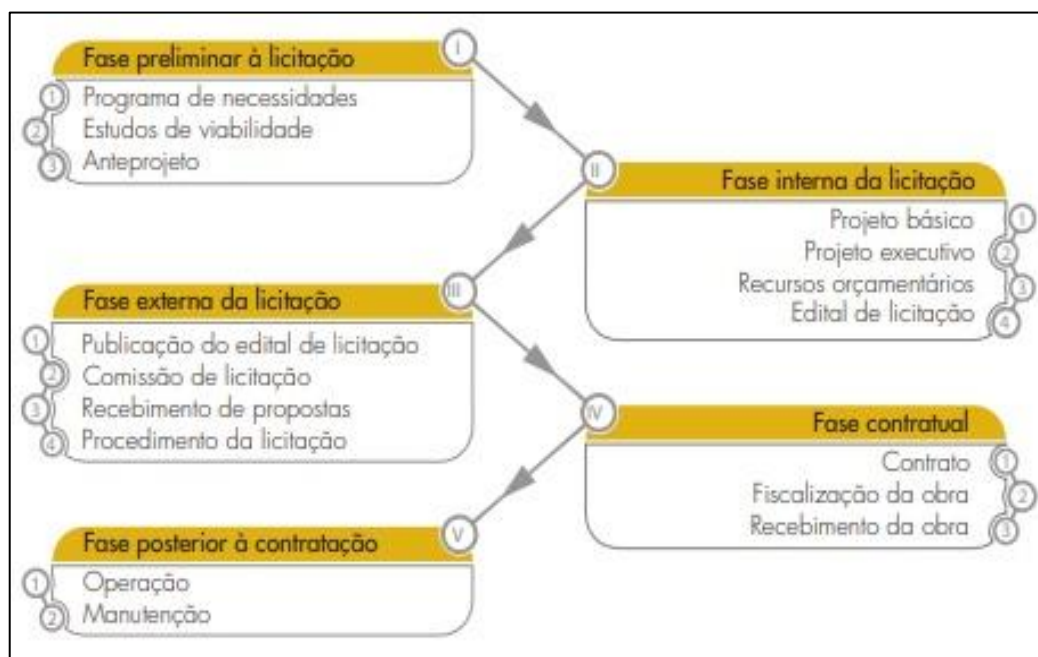 I
Fase preliminar à licitação
1 Programa de necessidades
2 Estudos de viabilidade
3 Anteprojeto
II
Fase interna da licitação
Projeto básico 1
Projeto executivo 2
Recursos orçamentários 3
Edital de licitação 4
III
Fase externa da licitação
1 Publicação do edital de licitação
2 Comissão de licitação
3 Recebimento de propostas
4 Procedimento da licitação
IV
Fase contratual
Contrato 1
Fiscalização da obra 2
Recebimento da obra 3
V
Fase posterior à contratação
1 Operação
2 Manutenção